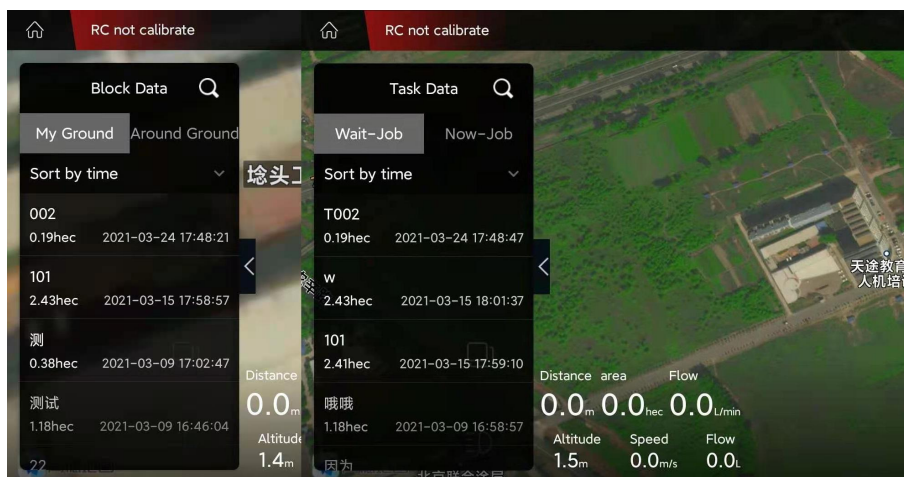 RC not calibrate
Block Data
My Ground Around Ground
Sort by time
002
0.19hec 2021-03-24 17:48:21
101
2.43hec 2021-03-15 17:58:57
测
0.38hec 2021-03-09 17:02:47
测试
1.18hec 2021-03-09 16:46:04
22
埝头工
Distance
0.0m
Altitude
1.4m
RC not calibrate
Task Data
Wait-Job Now-Job
Sort by time
T002
0.19hec 2021-03-24 17:48:47
w
2.43hec 2021-03-15 18:01:37
101
2.41hec 2021-03-15 17:59:10
哦哦
1.18hec 2021-03-09 16:58:57
因为
天途教育
人机培训
Distance area Flow
0.0m 0.0hec 0.0L/min
Altitude Speed Flow
1.5m 0.0m/s 0.0L